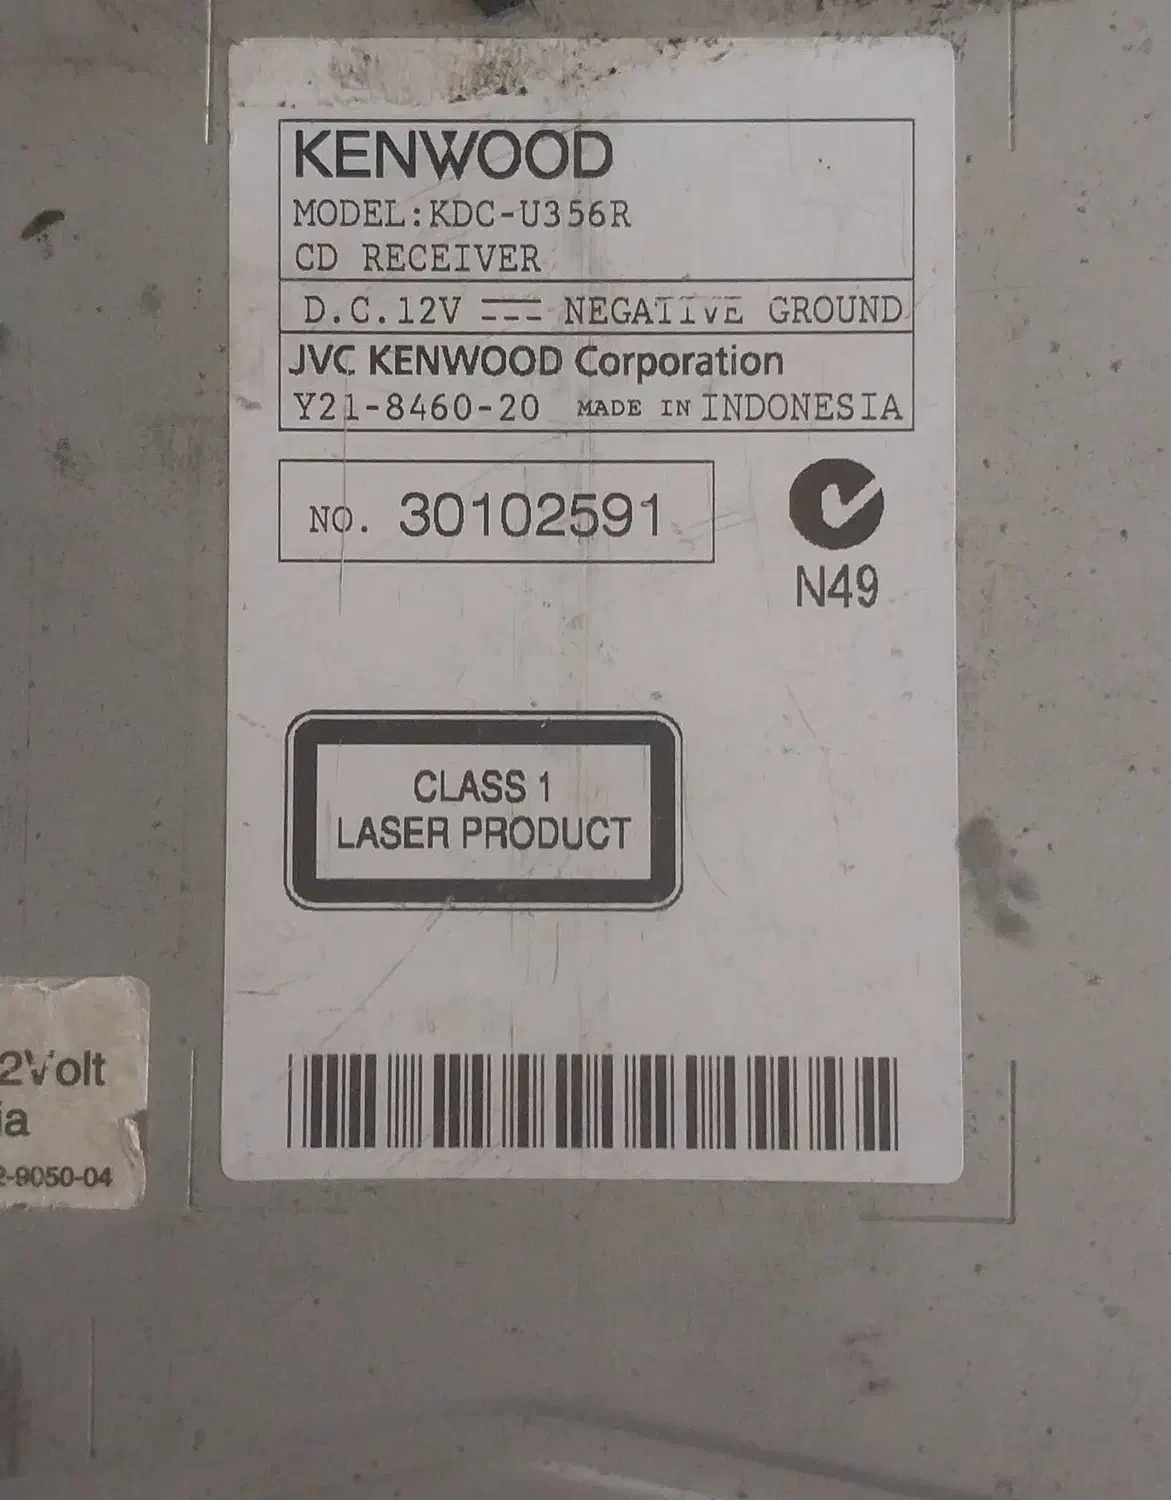 KENWOOD
MODEL:KDC-U356R
CD RECEIVER
D.C.12V NEGATIVE GROUND
JVC KENWOOD Corporation
Y21-8460-20 MADE IN INDONESIA
NO. 30102591
N49
CLASS 1
LASER PRODUCT
2Volt
ia
2-9050-04